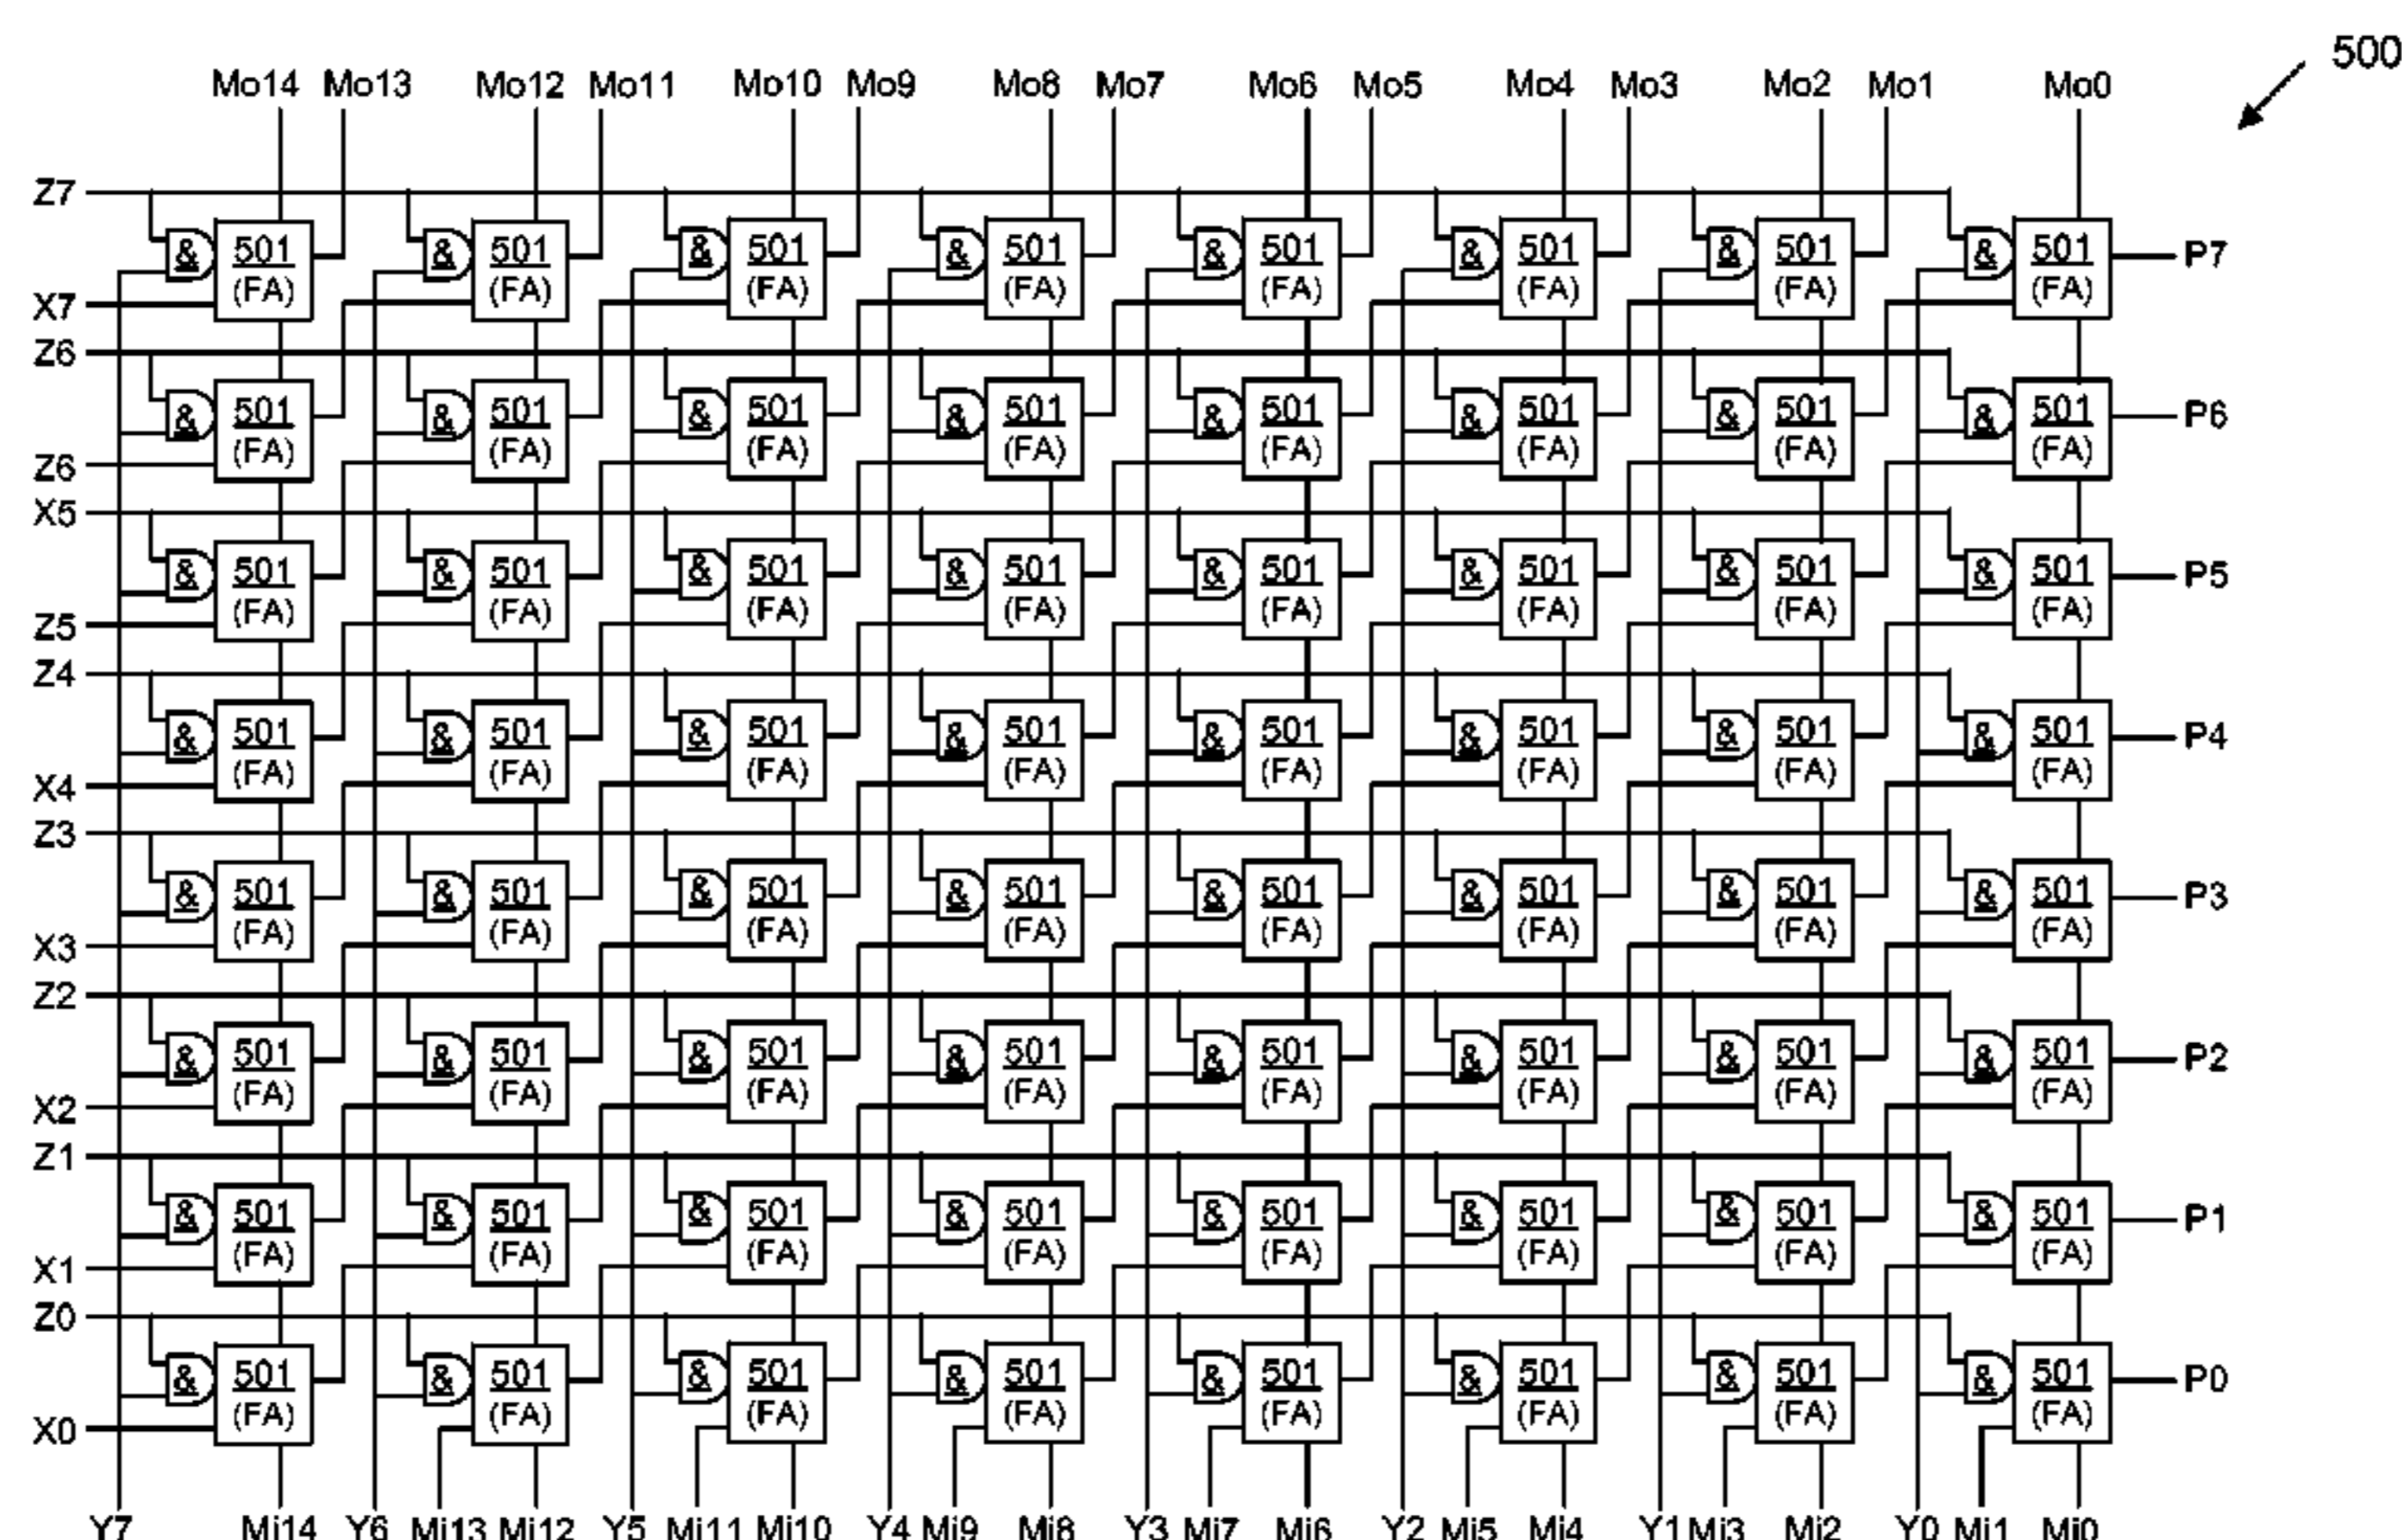 500
Mo14 Mo13 Mo12 Mo11 Mo10 Mo9 Mo8 Mo7 Mo6 Mo5 Mo4 Mo3 Mo2 Mo1 Mo0
Z7
& 501 & 501 & 501 & 501 & 501 & 501 & 501 & 501 P7
(FA) (FA) (FA) (FA) (FA) (FA) (FA) (FA)
X7
Z6
& 501 & 501 & 501 & 501 & 501 & 501 & 501 & 501 P6
(FA) (FA) (FA) (FA) (FA) (FA) (FA) (FA)
Z6
X5
& 501 & 501 & 501 & 501 & 501 & 501 & 501 & 501 P5
(FA) (FA) (FA) (FA) (FA) (FA) (FA) (FA)
Z5
Z4
& 501 & 501 & 501 & 501 & 501 & 501 & 501 & 501 P4
(FA) (FA) (FA) (FA) (FA) (FA) (FA) (FA)
X4
Z3
& 501 & 501 & 501 & 501 & 501 & 501 & 501 & 501 P3
(FA) (FA) (FA) (FA) (FA) (FA) (FA) (FA)
X3
Z2
& 501 & 501 & 501 & 501 & 501 & 501 & 501 & 501 P2
(FA) (FA) (FA) (FA) (FA) (FA) (FA) (FA)
X2
Z1
& 501 & 501 & 501 & 501 & 501 & 501 & 501 & 501 P1
(FA) (FA) (FA) (FA) (FA) (FA) (FA) (FA)
X1
Z0
& 501 & 501 & 501 & 501 & 501 & 501 & 501 & 501 P0
(FA) (FA) (FA) (FA) (FA) (FA) (FA) (FA)
X0
Y7 Mi14 Y6 Mi13 Mi12 Y5 Mi11 Mi10 Y4 Mi9 Mi8 Y3 Mi7 Mi6 Y2 Mi5 Mi4 Y1 Mi3 Mi2 Y0 Mi1 Mi0